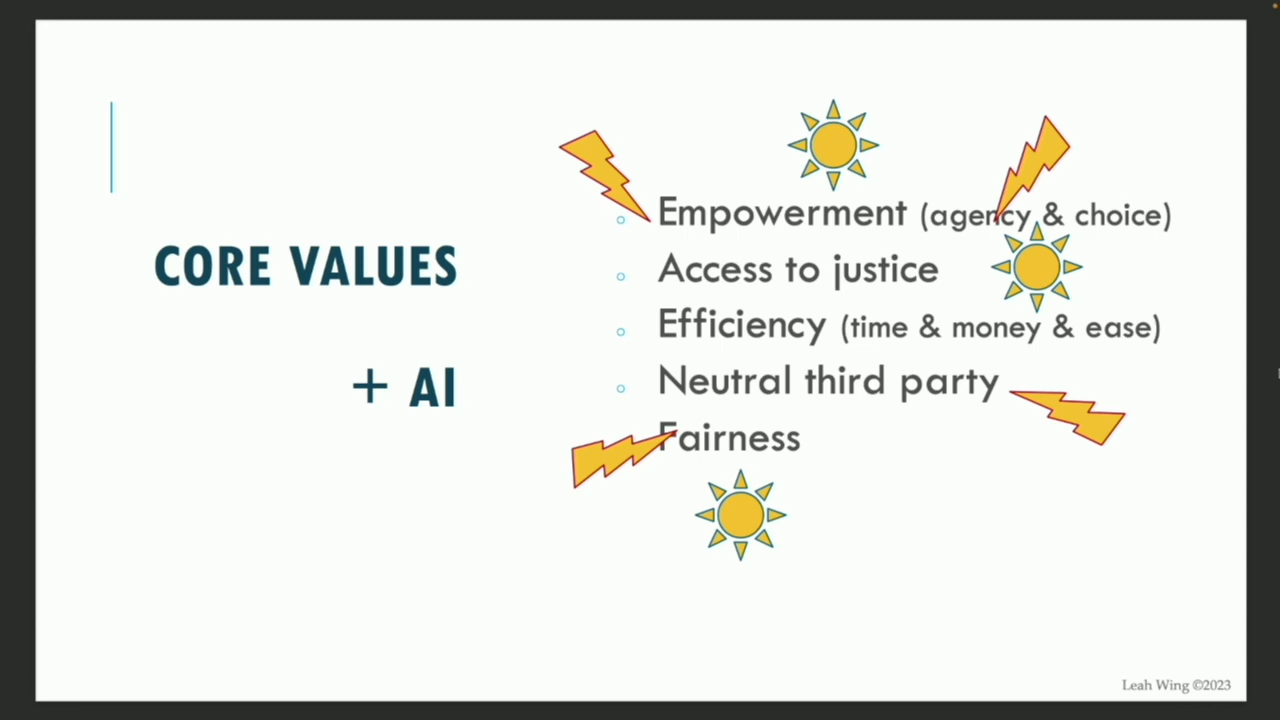 CORE VALUES
+ AI
Empowerment (agency & choice)
Access to justice
Efficiency (time & money & ease)
Neutral third party
Fairness
Leah Wing ©2023